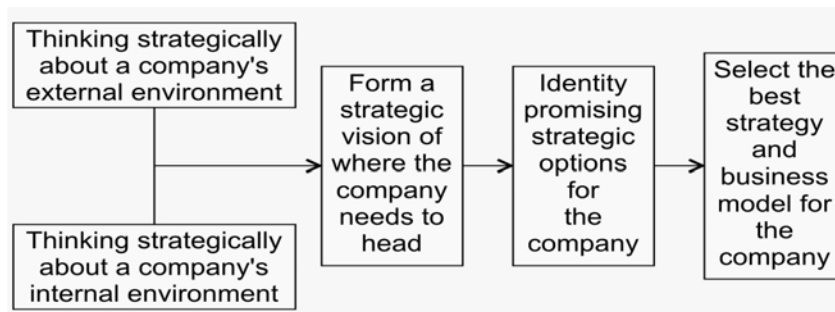 Thinking strategically
about a company's
external environment
Thinking strategically
about a company's
internal environment
Form a
strategic
vision of
where the
company
needs to
head
Identity
promising
strategic
options
for
the
company
Select the
best
strategy
and
business
model for
the
company